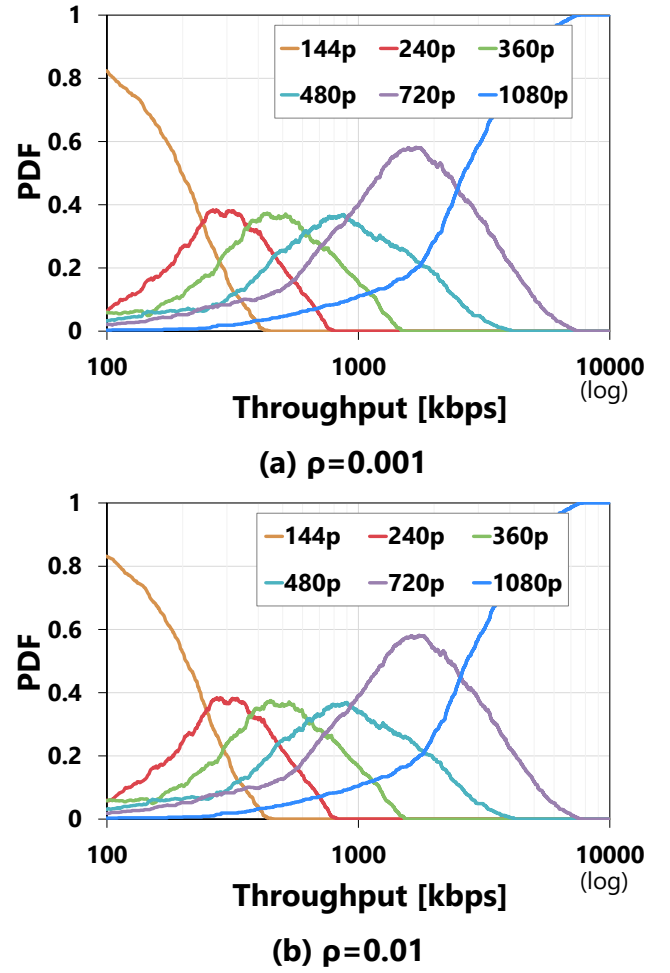 1
0.8
0.6
0.4
0.2
0
PDF
144p 240p 360p
480p 720p 1080p
100 1000 10000
(log)
Throughput [kbps]
(a) ρ=0.001
1
0.8
0.6
0.4
0.2
0
PDF
144p 240p 360p
480p 720p 1080p
100 1000 10000
(log)
Throughput [kbps]
(b) ρ=0.01